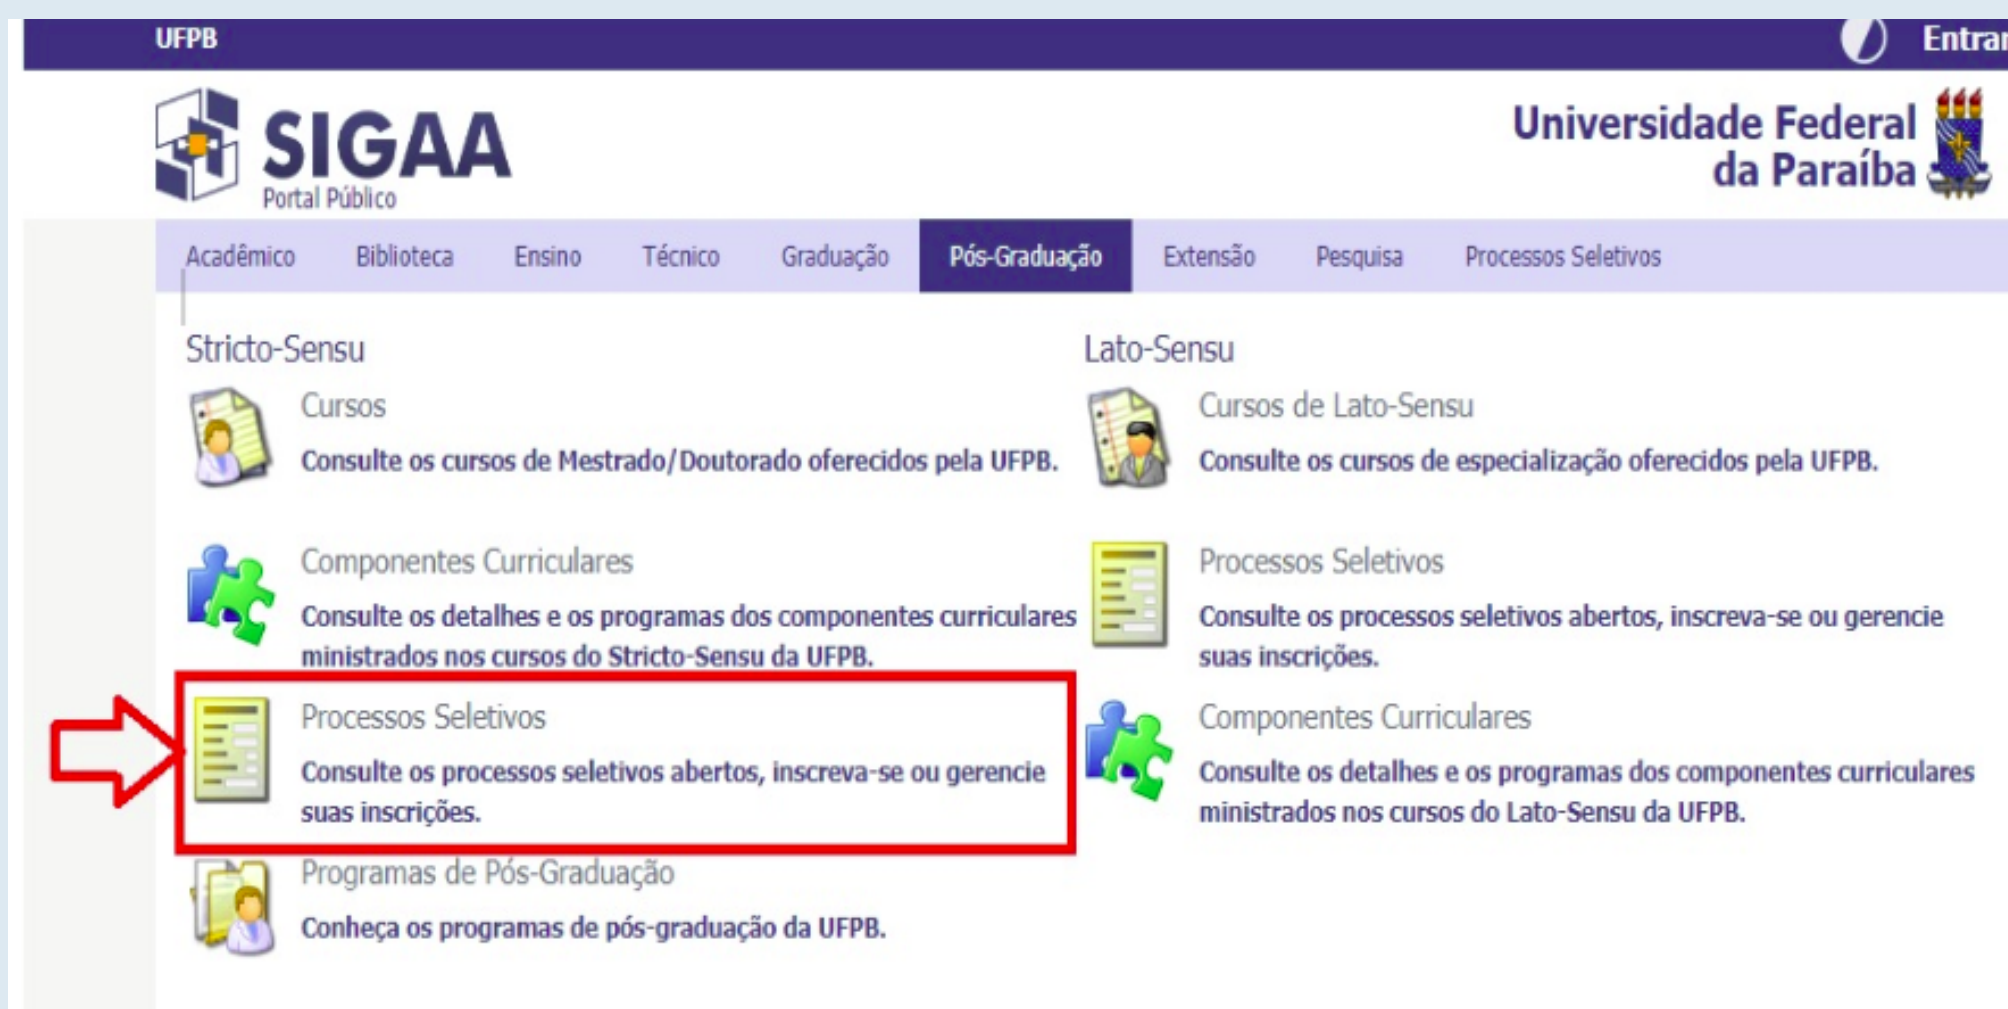 UFPB
Entrar
SIGAA
Portal Público
Universidade Federal
da Paraíba
Acadêmico Biblioteca Ensino Técnico Graduação Pós-Graduação Extensão Pesquisa Processos Seletivos
Stricto-Sensu
Cursos
Consulte os cursos de Mestrado/Doutorado oferecidos pela UFPB.
Componentes Curriculares
Consulte os detalhes e os programas dos componentes curriculares
ministrados nos cursos do Stricto-Sensu da UFPB.
Processos Seletivos
Consulte os processos seletivos abertos, inscreva-se ou gerencie
suas inscrições.
Programas de Pós-Graduação
Conheça os programas de pós-graduação da UFPB.
Lato-Sensu
Cursos de Lato-Sensu
Consulte os cursos de especialização oferecidos pela UFPB.
Processos Seletivos
Consulte os processos seletivos abertos, inscreva-se ou gerencie
suas inscrições.
Componentes Curriculares
Consulte os detalhes e os programas dos componentes curriculares
ministrados nos cursos do Lato-Sensu da UFPB.